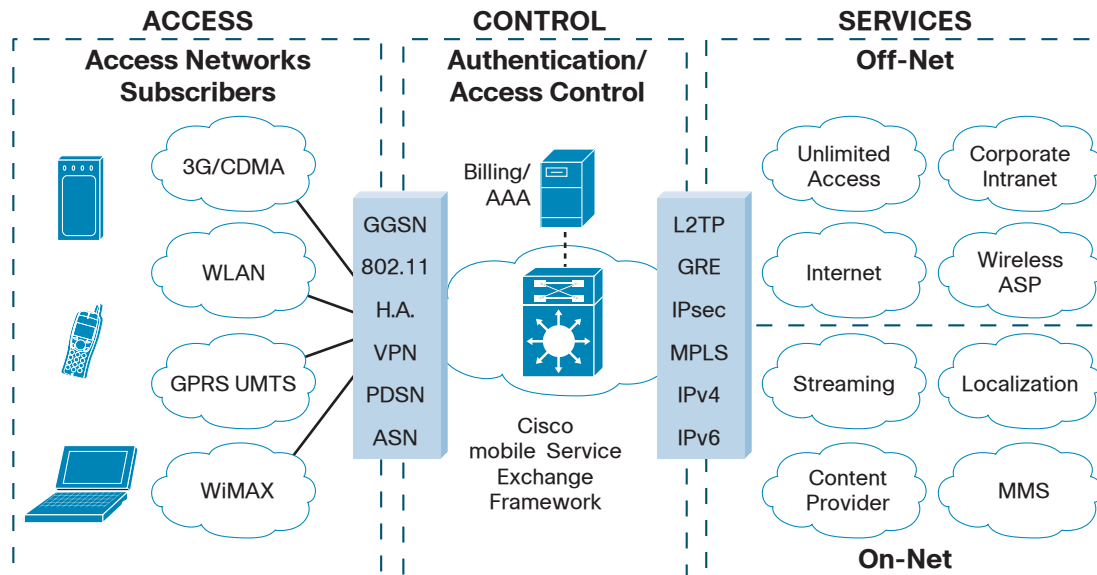 ACCESS
Access Networks
Subscribers
3G/CDMA
WLAN
GPRS UMTS
WiMAX
GGSN
802.11
H.A.
VPN
PDSN
ASN
CONTROL
Authentication/
Access Control
Billing/
AAA
Cisco
mobile Service
Exchange
Framework
L2TP
GRE
IPsec
MPLS
IPv4
IPv6
SERVICES
Off-Net
Unlimited
Access
Corporate
Intranet
Internet
Wireless
ASP
Streaming
Localization
Content
Provider
MMS
On-Net